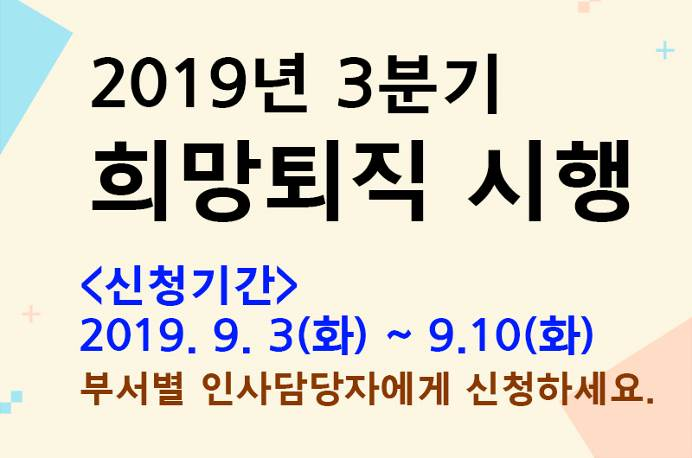 2019년 3분기
희망퇴직 시행
<신청기간>
2019. 9. 3(화) ~ 9.10(화)
부서별 인사담당자에게 신청하세요.